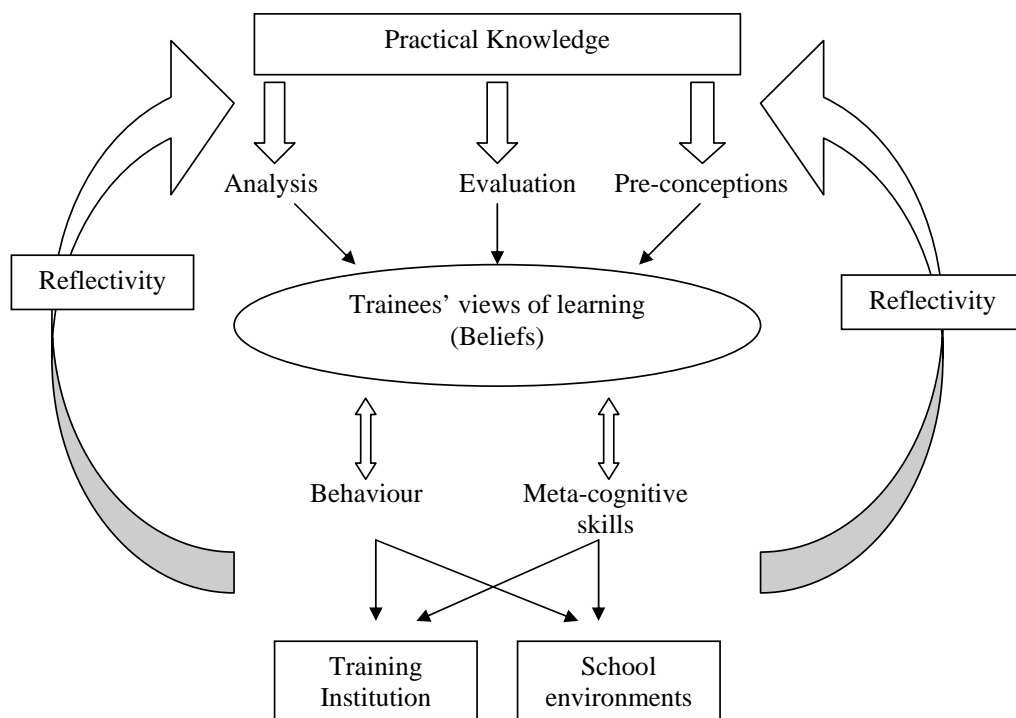 Practical Knowledge
Analysis
Evaluation
Pre-conceptions
Reflectivity
Trainees’ views of learning
(Beliefs)
Reflectivity
Behaviour
Meta-cognitive
skills
Training
Institution
School
environments